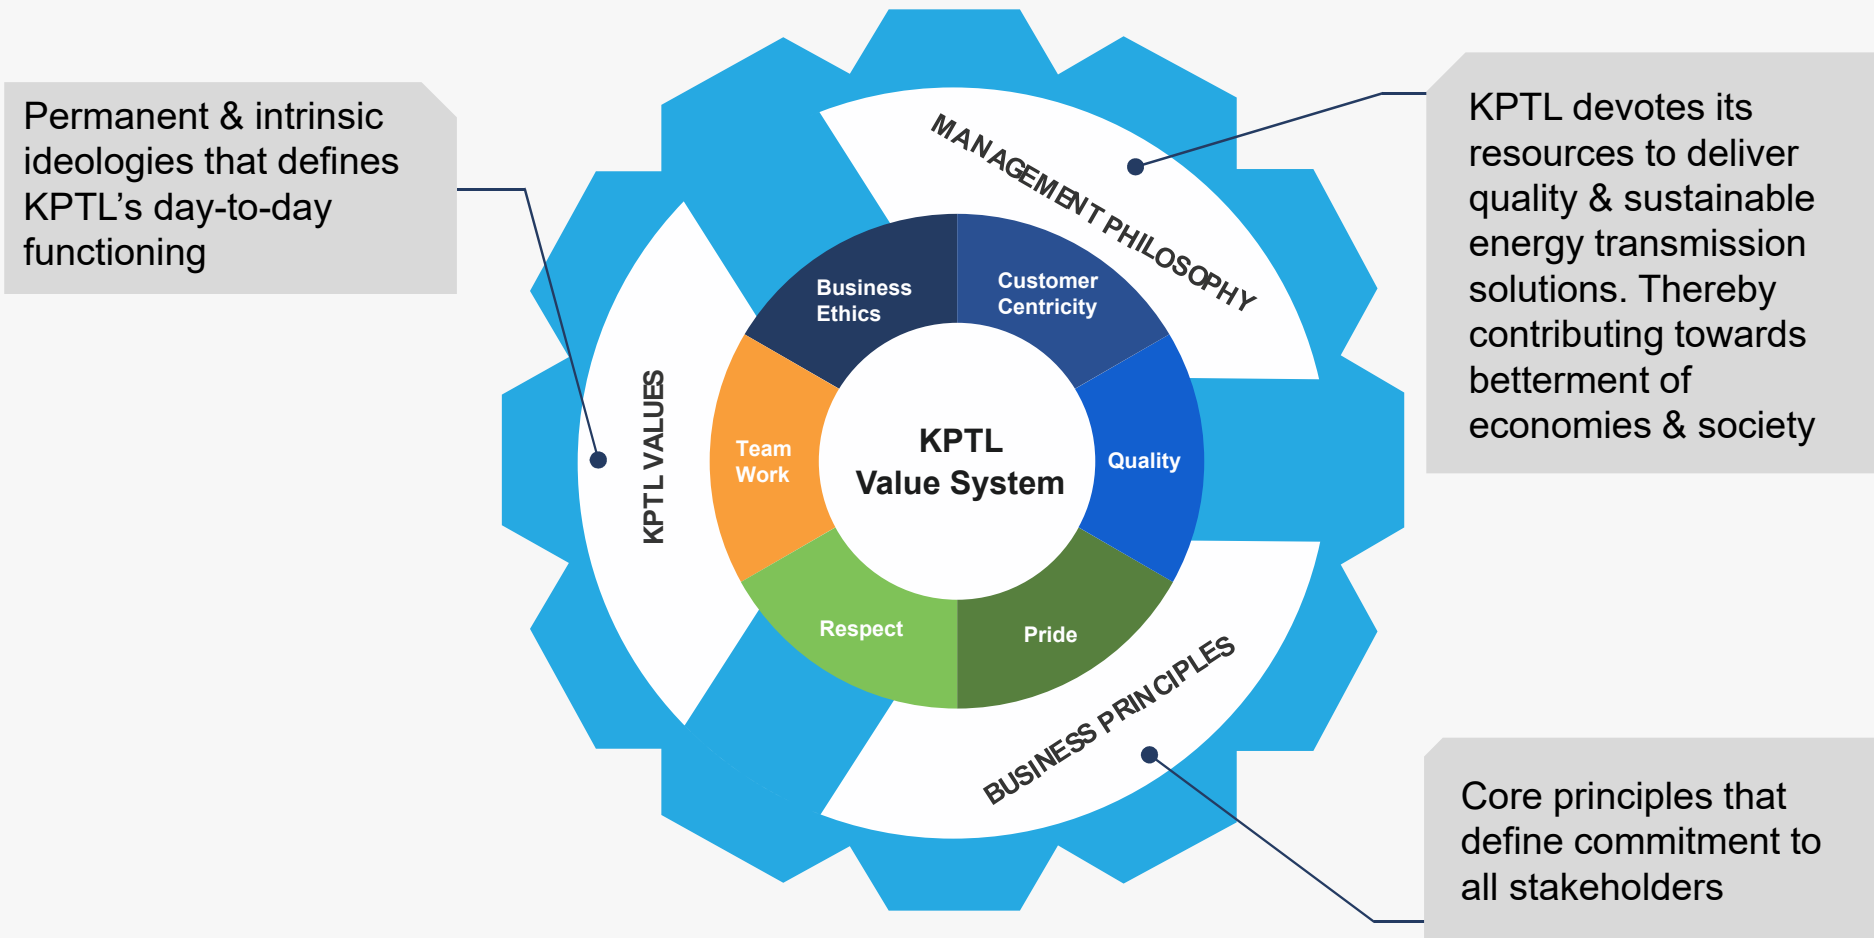 Permanent & intrinsic
ideologies that defines
KPTL’s day-to-day
functioning
MANAGEMENT PHILOSOPHY
KPTL devotes its
resources to deliver
quality & sustainable
energy transmission
solutions. Thereby
contributing towards
betterment of
economies & society
KPTL VALUES
Business
Ethics
Customer
Centricity
Team
Work
KPTL
Value System
Quality
Respect
Pride
BUSINESS PRINCIPLES
Core principles that
define commitment to
all stakeholders